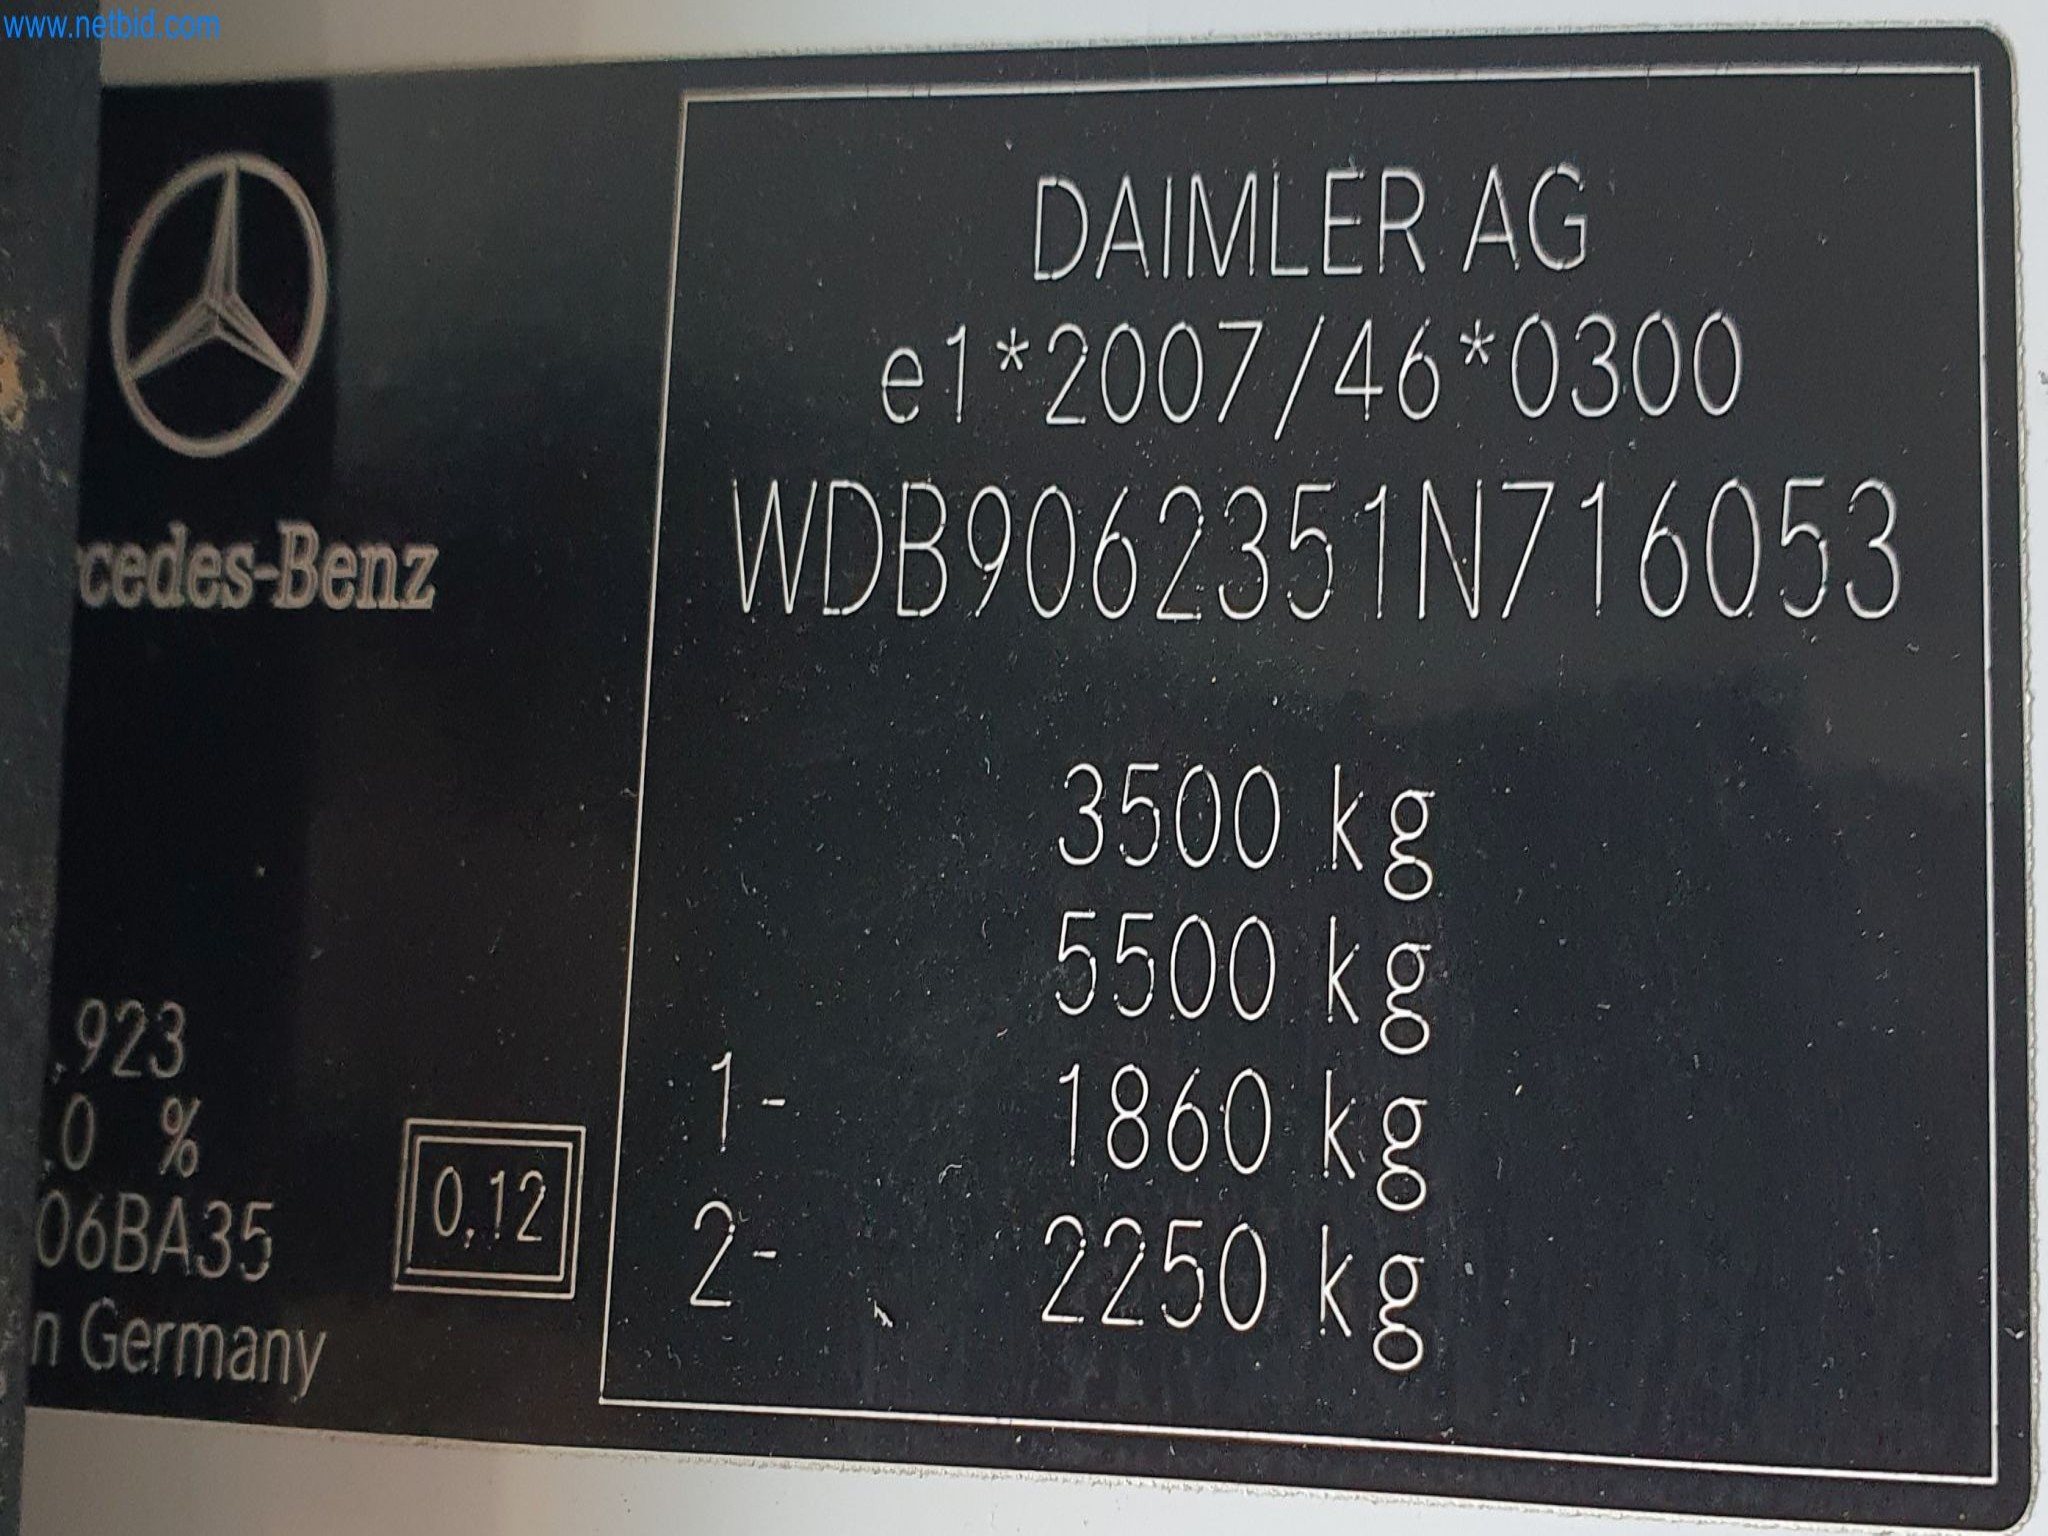 www.netbid.com
DAIMLER AG
e1*2007/46*0300
WDB9062351N716053
cedes-Benz
3500 kg
5500 kg
1- 1860 kg
2- 2250 kg
.923
.0 %
06BA35
0,12
n Germany